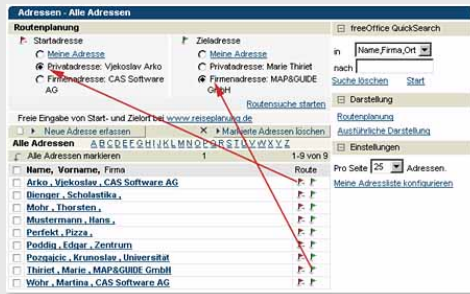 Adressen - Alle Adressen
Routenplanung
Startadresse
Meine Adresse
Privatadresse: Vjekoslav Arko
Firmenadresse: CAS Software AG
Zieladresse
Meine Adresse
Privatadresse: Marie Thiriet
Firmenadresse: MAP&GUIDE GmbH
Routensuche starten
Freie Eingabe von Start- und Zielort bei www.reiseplanung.de
Neue Adresse erfassen
Markierte Adressen löschen
Alle Adressen A B C D E F G H I J K L M N O P Q R S T U V W X Y Z
Alle Adressen markieren 1 1-9 von 9
Name, Vorname, Firma Route
Arko , Vjekoslav , CAS Software AG
Dienger , Scholastika ,
Mohr , Thorsten ,
Mustermann , Hans ,
Perfekt , Pizza ,
Poddig , Edgar , Zentrum
Pozgajcic , Krunoslav , Universität
Thiriet , Marie , MAP&GUIDE GmbH
Wohr , Martina , CAS Software AG
freeOffice QuickSearch
in Name,Firma,Ort
nach
Suche löschen Start
Darstellung
Routenplanung
Ausführliche Darstellung
Einstellungen
Pro Seite 25 Adressen.
Meine Adressliste konfigurieren